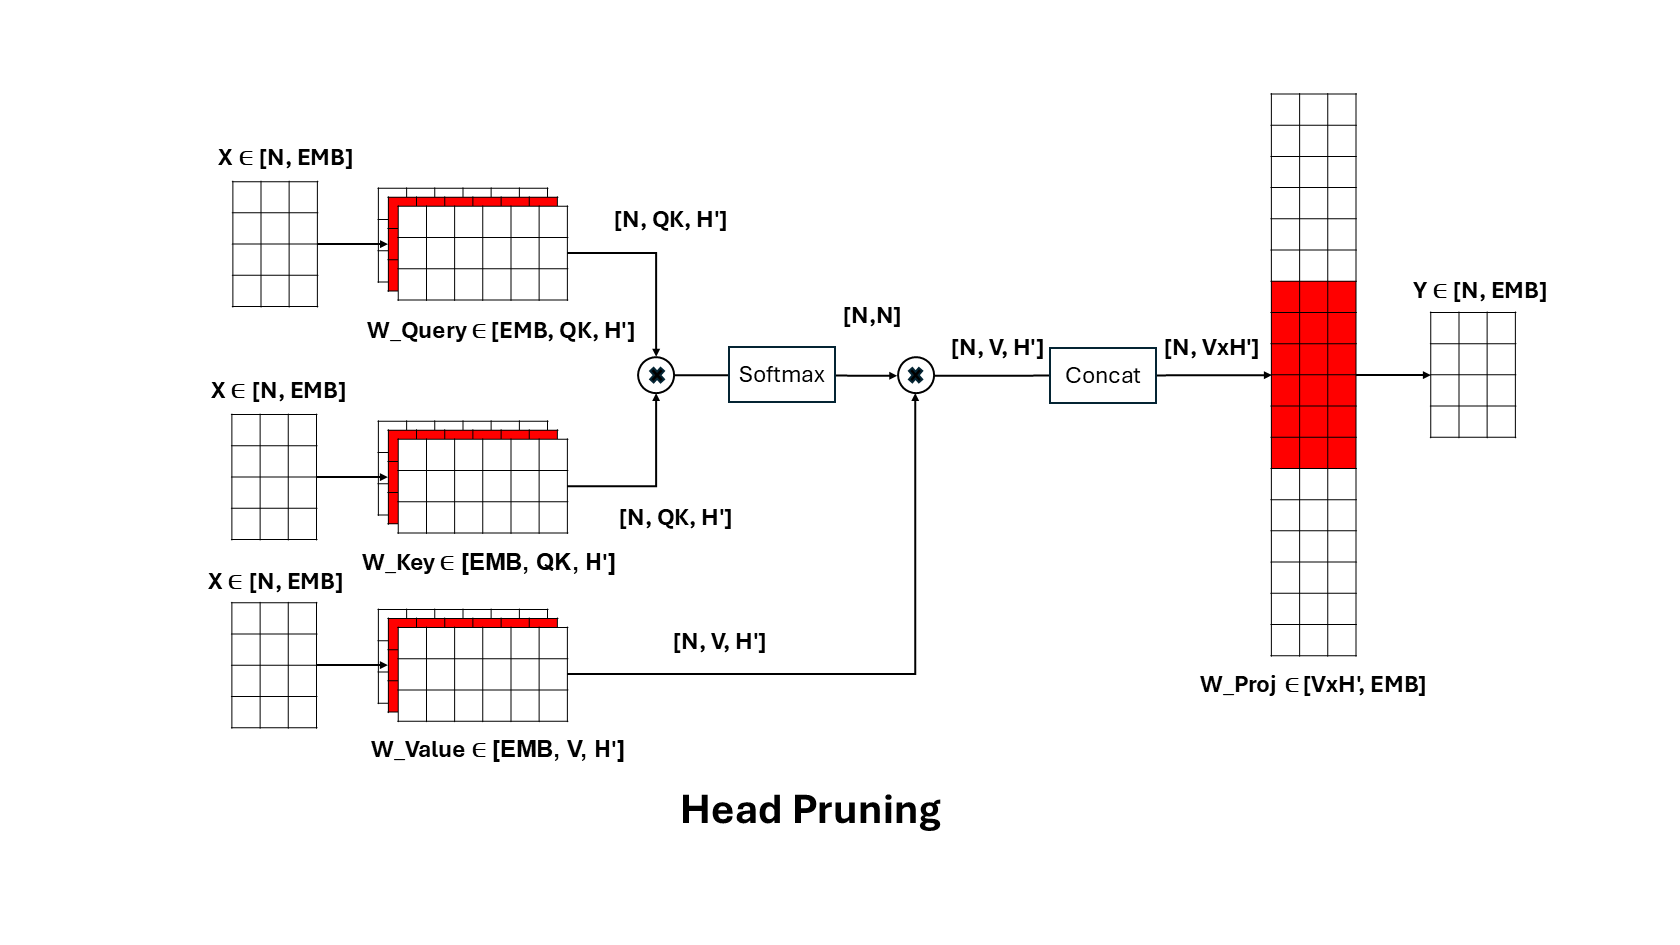 X ∈ [N, EMB]
[N, QK, H']
W_Query ∈ [EMB, QK, H']
X ∈ [N, EMB]
[N, QK, H']
W_Key ∈ [EMB, QK, H']
X ∈ [N, EMB]
[N, V, H']
W_Value ∈ [EMB, V, H']
Softmax
[N,N]
[N, V, H']
Concat
[N, VxH']
W_Proj ∈ [VxH', EMB]
Y ∈ [N, EMB]
Head Pruning